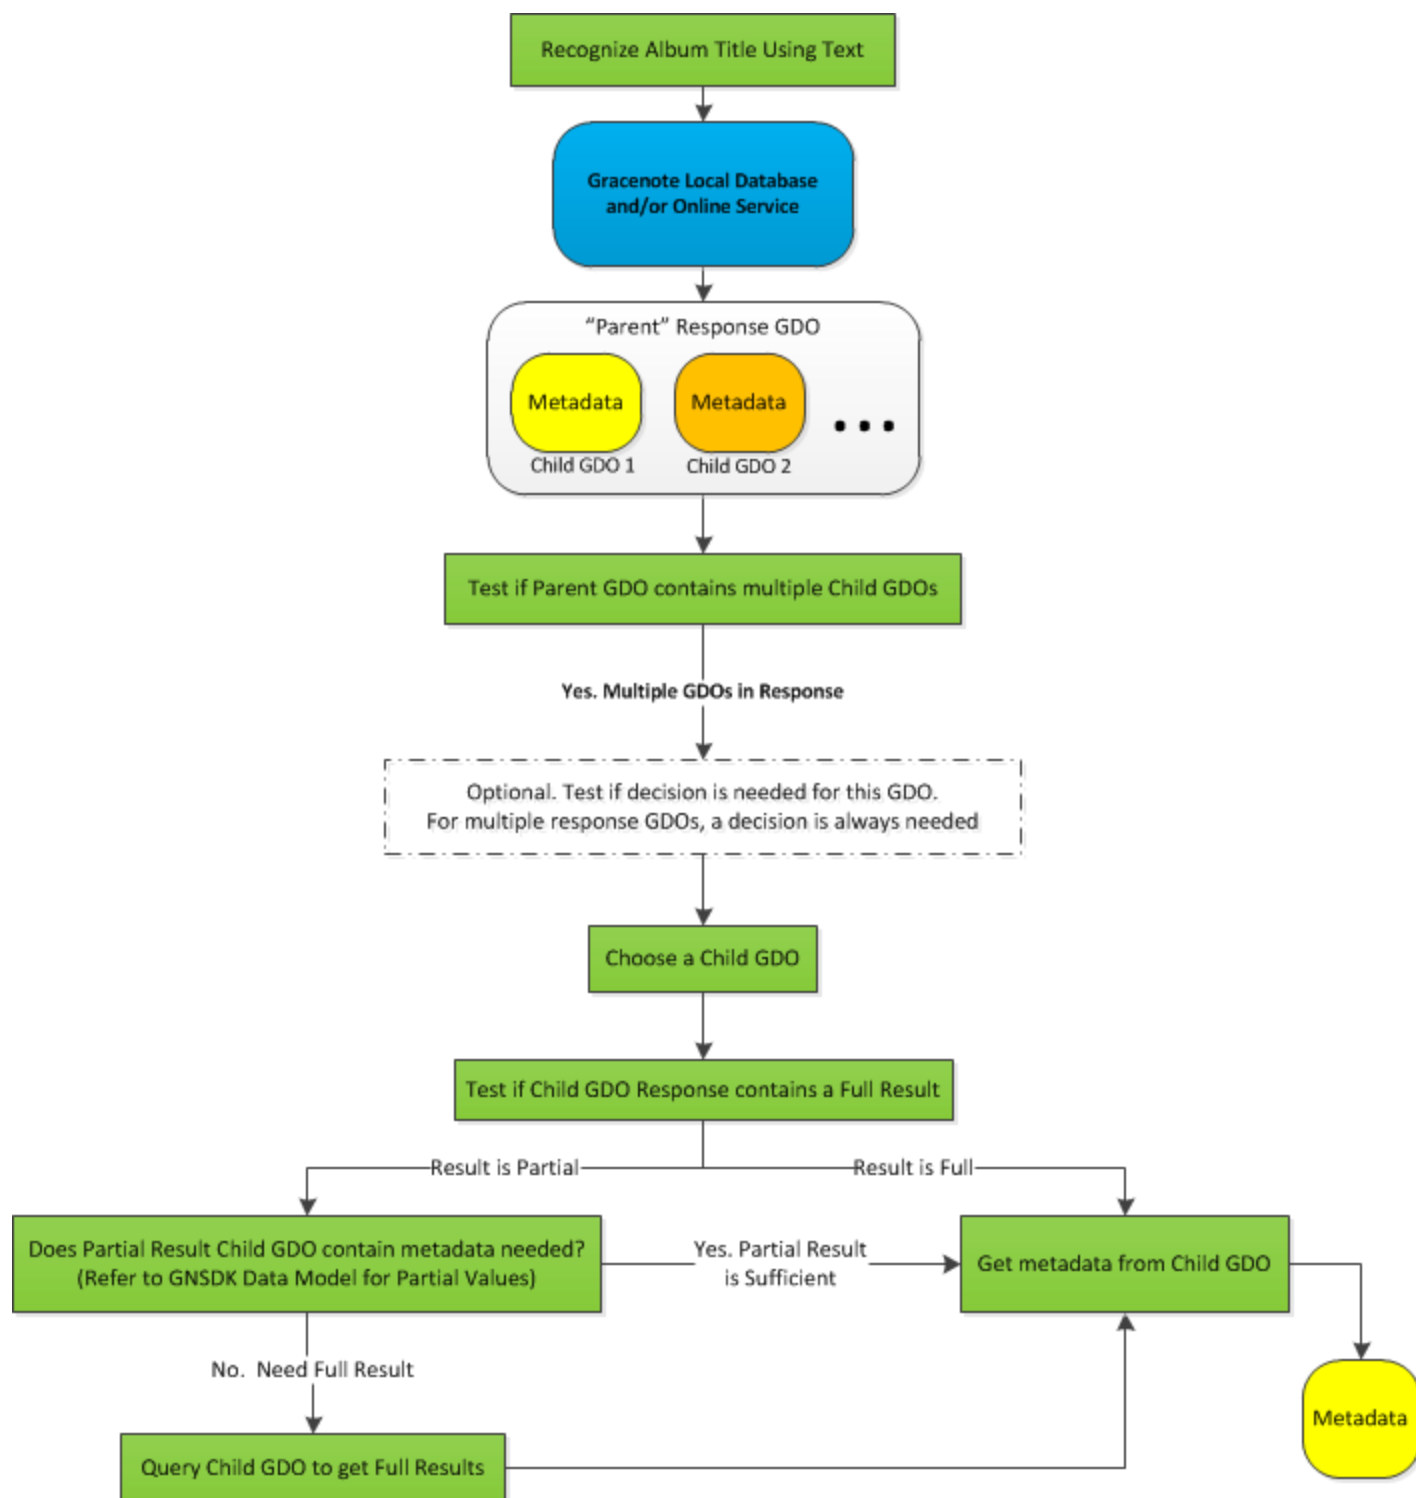 Recognize Album Title Using Text
Gracenote Local Database
and/or Online Service
“Parent” Response GDO
Metadata
Metadata
Child GDO 1
Child GDO 2
Test if Parent GDO contains multiple Child GDOs
Yes. Multiple GDOs in Response
Optional. Test if decision is needed for this GDO.
For multiple response GDOs, a decision is always needed
Choose a Child GDO
Test if Child GDO Response contains a Full Result
Result is Partial
Result is Full
Does Partial Result Child GDO contain metadata needed?
(Refer to GNSDK Data Model for Partial Values)
Yes. Partial Result
is Sufficient
Get metadata from Child GDO
No. Need Full Result
Metadata
Query Child GDO to get Full Results